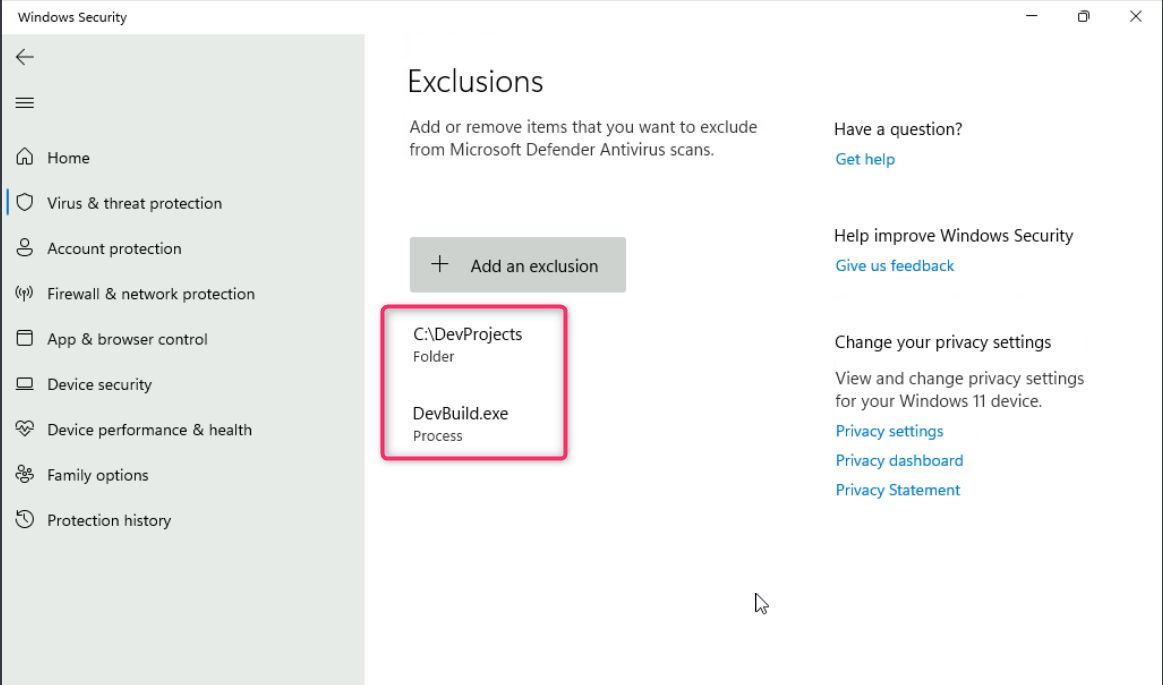 Windows Security
Home
Virus & threat protection
Account protection
Firewall & network protection
App & browser control
Device security
Device performance & health
Family options
Protection history
Exclusions
Add or remove items that you want to exclude
from Microsoft Defender Antivirus scans.
Add an exclusion
C:\DevProjects
Folder
DevBuild.exe
Process
Have a question?
Get help
Help improve Windows Security
Give us feedback
Change your privacy settings
View and change privacy settings
for your Windows 11 device.
Privacy settings
Privacy dashboard
Privacy Statement